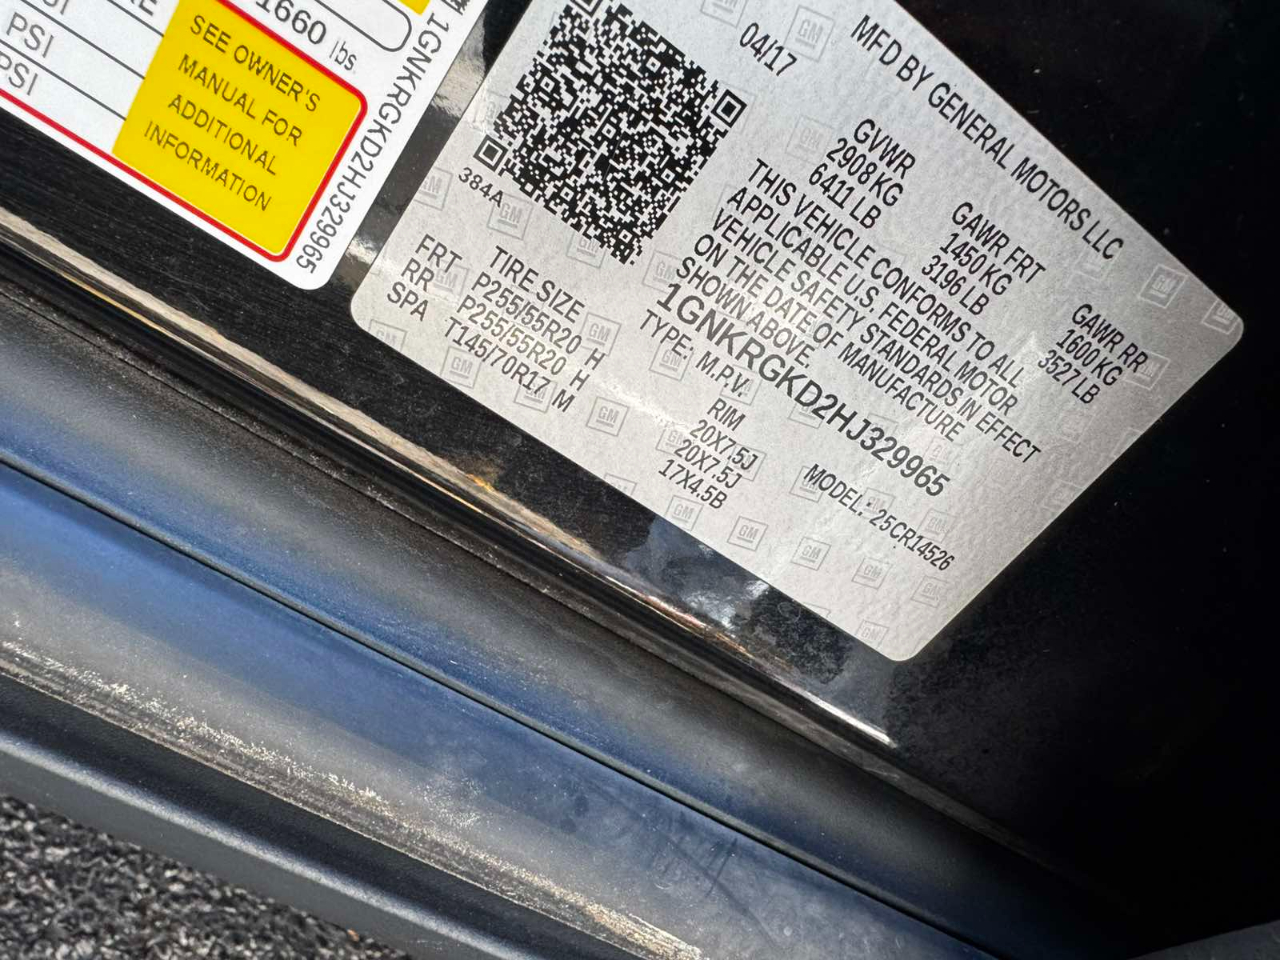 PSI
PSI
1660 lbs
SEE OWNER'S
MANUAL FOR
ADDITIONAL
INFORMATION
1GNKRGKD2HJ329965
MFD BY GENERAL MOTORS LLC
04/17
GVWR
2908 KG
6411 LB
GAWR FRT
1450 KG
3196 LB
GAWR RR
1600 KG
3527 LB
THIS VEHICLE CONFORMS TO ALL
APPLICABLE U.S. FEDERAL MOTOR
VEHICLE SAFETY STANDARDS IN EFFECT
ON THE DATE OF MANUFACTURE
SHOWN ABOVE
1GNKRGKD2HJ329965
TYPE: M.P.V.
MODEL: 25CR14526
384A
TIRE SIZE RIM
FRT P255/55R20 H 20X7.5J
RR P255/55R20 H 20X7.5J
SPA T145/70R17 M 17X4.5B